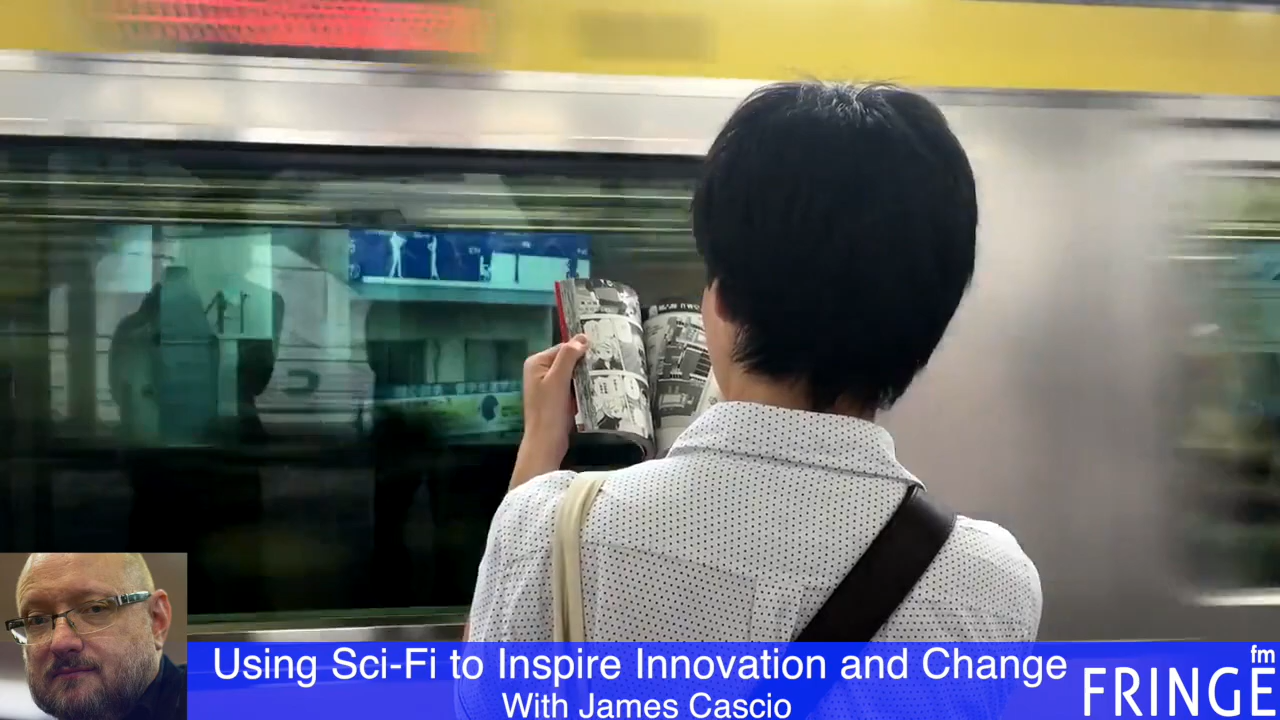 Using Sci-Fi to Inspire Innovation and Change
With James Cascio
fm
FRINGE